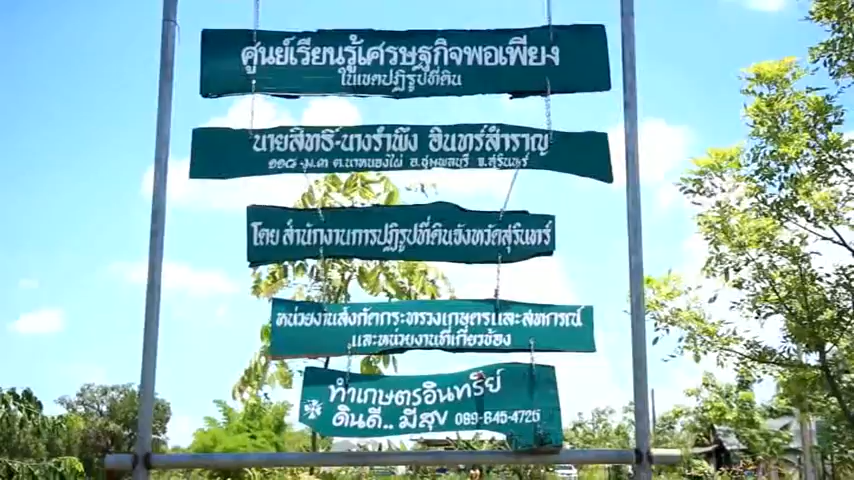 ศูนย์เรียนรู้เศรษฐกิจพอเพียง
ในเขตปฏิรูปที่ดิน
นายสิทธิ์-นางรำพึง อินทร์สำราญ
๑๑๘ ม.๓ ต.นาหนองไผ่ อ.ชุมพลบุรี จ.สุรินทร์
โดย สำนักงานการปฏิรูปที่ดินจังหวัดสุรินทร์
หน่วยงานสังกัดกระทรวงเกษตรและสหกรณ์
และหน่วยงานที่เกี่ยวข้อง
ทำเกษตรอินทรีย์
ดินดี.. มีสุข 089-845-4725